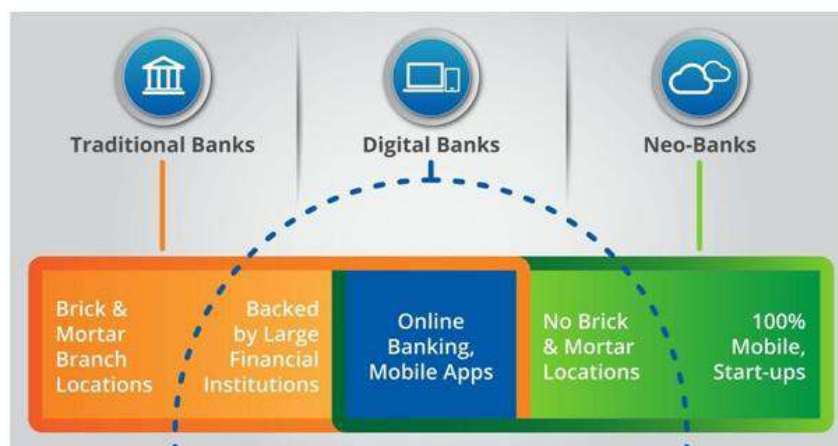 Traditional Banks
Digital Banks
Neo-Banks
Brick &
Mortar
Branch
Locations
Backed
by Large
Financial
Institutions
Online
Banking,
Mobile Apps
No Brick
& Mortar
Locations
100%
Mobile,
Start-ups